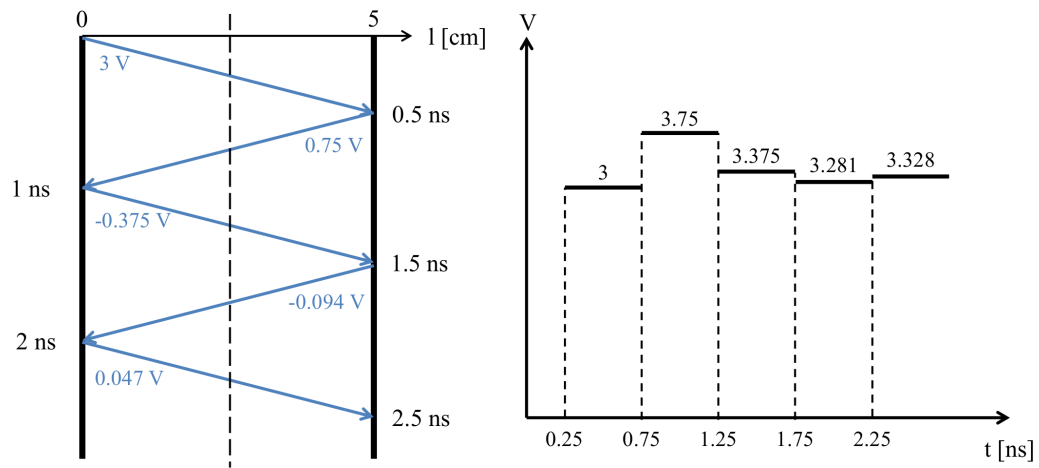 0 5
l [cm]
3 V
0.5 ns
0.75 V
1 ns
-0.375 V
1.5 ns
-0.094 V
2 ns
0.047 V
2.5 ns
V
3.75
3.375
3.281
3.328
3
0.25 0.75 1.25 1.75 2.25
t [ns]